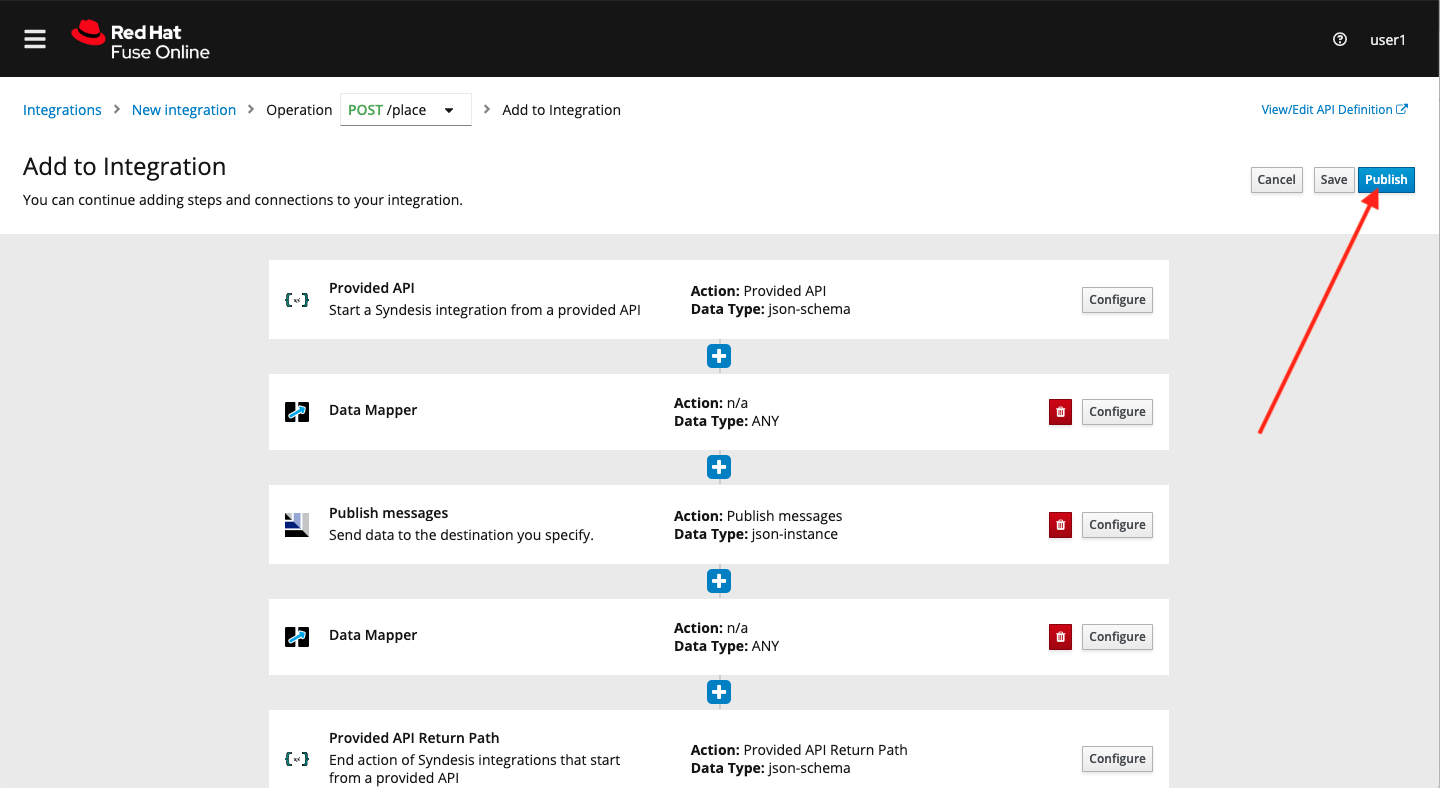 Red Hat
Fuse Online
user1
Integrations > New integration > Operation POST /place > Add to Integration
View/Edit API Definition
Add to Integration
You can continue adding steps and connections to your integration.
Cancel Save Publish
Provided API
Start a Syndesis integration from a provided API
Action: Provided API
Data Type: json-schema
Configure
Data Mapper
Action: n/a
Data Type: ANY
Configure
Publish messages
Send data to the destination you specify.
Action: Publish messages
Data Type: json-instance
Configure
Data Mapper
Action: n/a
Data Type: ANY
Configure
Provided API Return Path
End action of Syndesis integrations that start
from a provided API
Action: Provided API Return Path
Data Type: json-schema
Configure